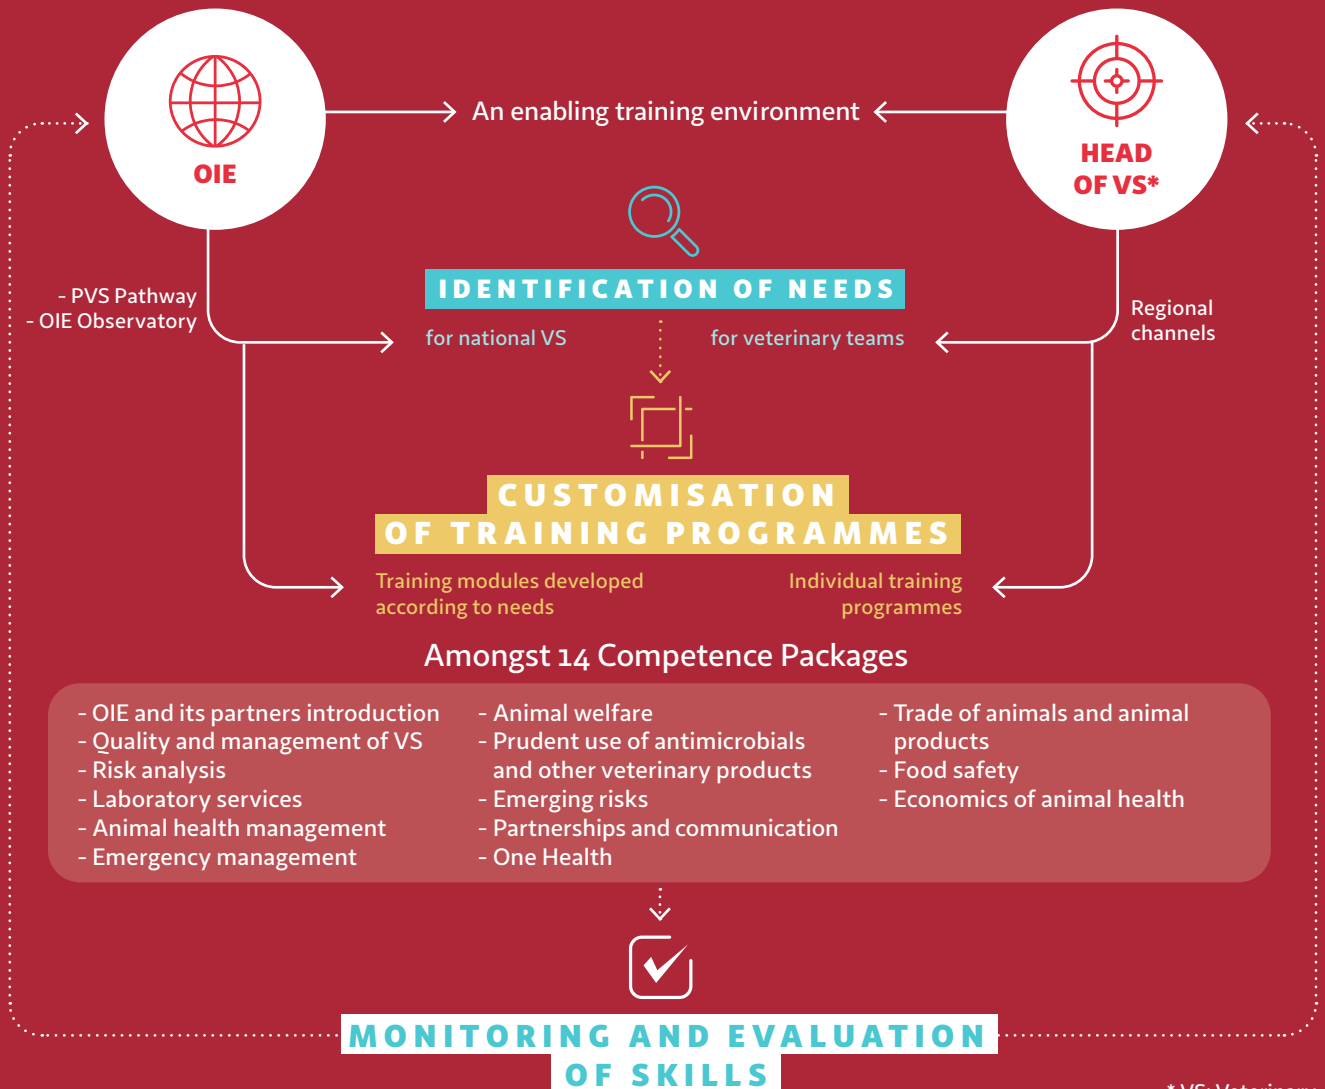 OIE
An enabling training environment
HEAD
OF VS*
- PVS Pathway
- OIE Observatory
IDENTIFICATION OF NEEDS
for national VS
for veterinary teams
Regional
channels
CUSTOMISATION
OF TRAINING PROGRAMMES
Training modules developed
according to needs
Individual training
programmes
Amongst 14 Competence Packages
- OIE and its partners introduction
- Quality and management of VS
- Risk analysis
- Laboratory services
- Animal health management
- Emergency management
- Animal welfare
- Prudent use of antimicrobials
and other veterinary products
- Emerging risks
- Partnerships and communication
- One Health
- Trade of animals and animal
products
- Food safety
- Economics of animal health
MONITORING AND EVALUATION
OF SKILLS
* VS: Veterinary